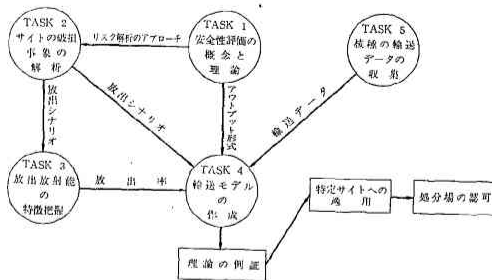 TASK 2
サイトの破損
事象の
解析
リスク解析のアプローチ
TASK 1
安全性評価の
概念と
理論
TASK 5
核種の輸送
データの
収集
放出シナリオ
放出シナリオ
アウトプット形式
輸送データ
TASK 3
放出放射能
の
特徴把握
放出率
TASK 4
輸送モデル
の
作成
特定サイトへの
適用
処分場の認可
理論の例証